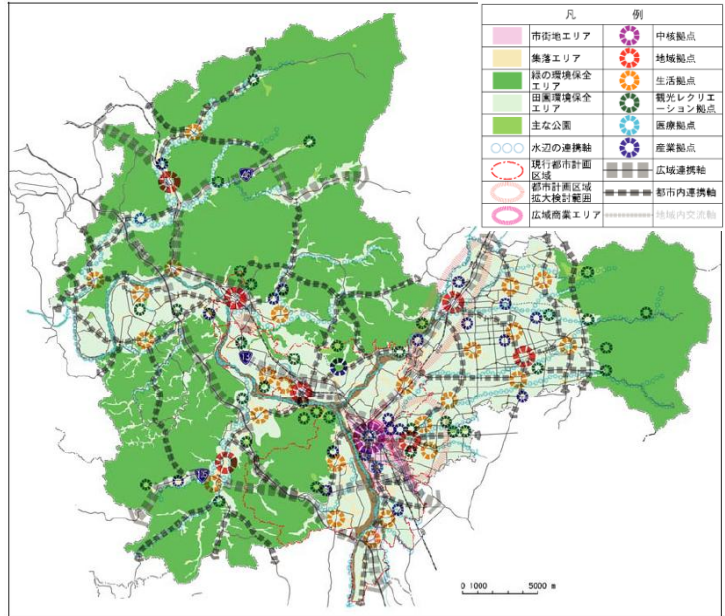 凡 例
市街地エリア 中核拠点
集落エリア 地域拠点
緑の環境保全
エリア
生活拠点
田園環境保全
エリア
観光レクリエ
ーション拠点
主な公園 医療拠点
水辺の連携軸 産業拠点
現行都市計画
区域
広域連携軸
都市計画区域
拡大検討範囲
都市内連携軸
広域商業エリア 地域内交流軸
0 1000 5000 m